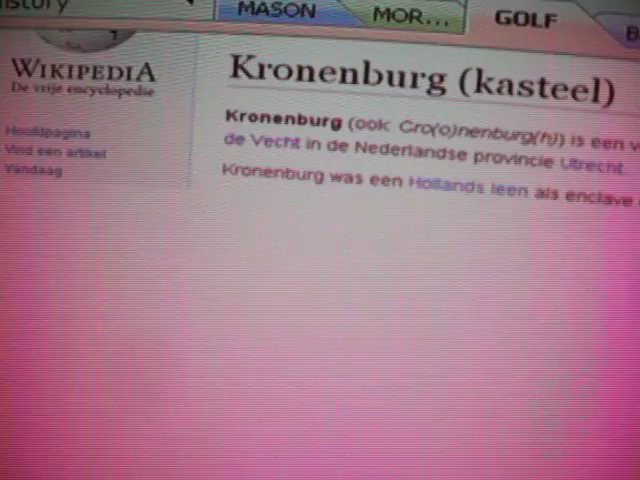 istory
MASON
MOR...
GOLF
B
WIKIPEDIA
De vrije encyclopedie
Hoofdpagina
Vind een artikel
Vandaag
Kronenburg (kasteel)
Kronenburg (ook Cro(o)nenburg(h)) is een v
de Vecht in de Nederlandse provincie Utrecht.
Kronenburg was een Hollands leen als enclave